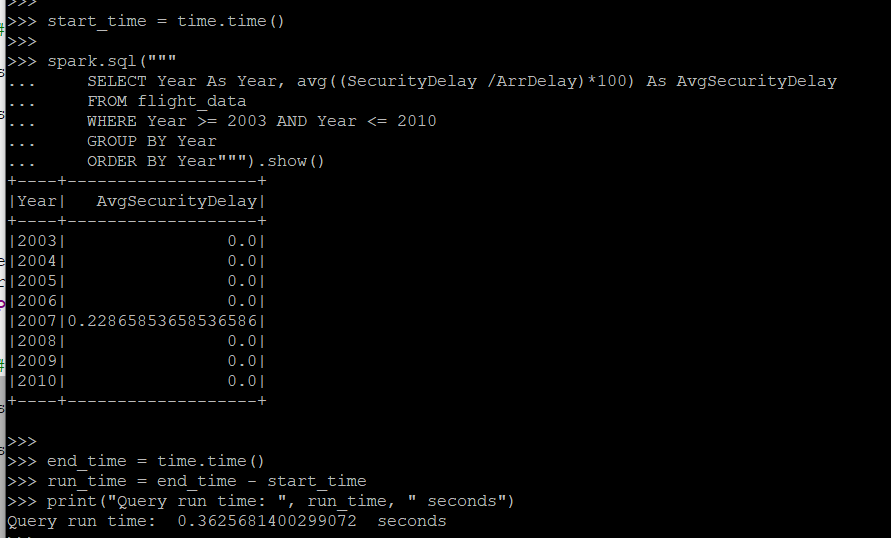 >>>
>>> start_time = time.time()
>>>
>>> spark.sql("""
...     SELECT Year As Year, avg((SecurityDelay /ArrDelay)*100) As AvgSecurityDelay
...     FROM flight_data
...     WHERE Year >= 2003 AND Year <= 2010
...     GROUP BY Year
...     ORDER BY Year""").show()
+----+-------------------+
|Year|   AvgSecurityDelay|
+----+-------------------+
|2003|                0.0|
|2004|                0.0|
|2005|                0.0|
|2006|                0.0|
|2007|0.22865853658536586|
|2008|                0.0|
|2009|                0.0|
|2010|                0.0|
+----+-------------------+
>>>
>>> end_time = time.time()
>>> run_time = end_time - start_time
>>> print("Query run time: ", run_time, " seconds")
Query run time:  0.3625681400299072  seconds
>>>